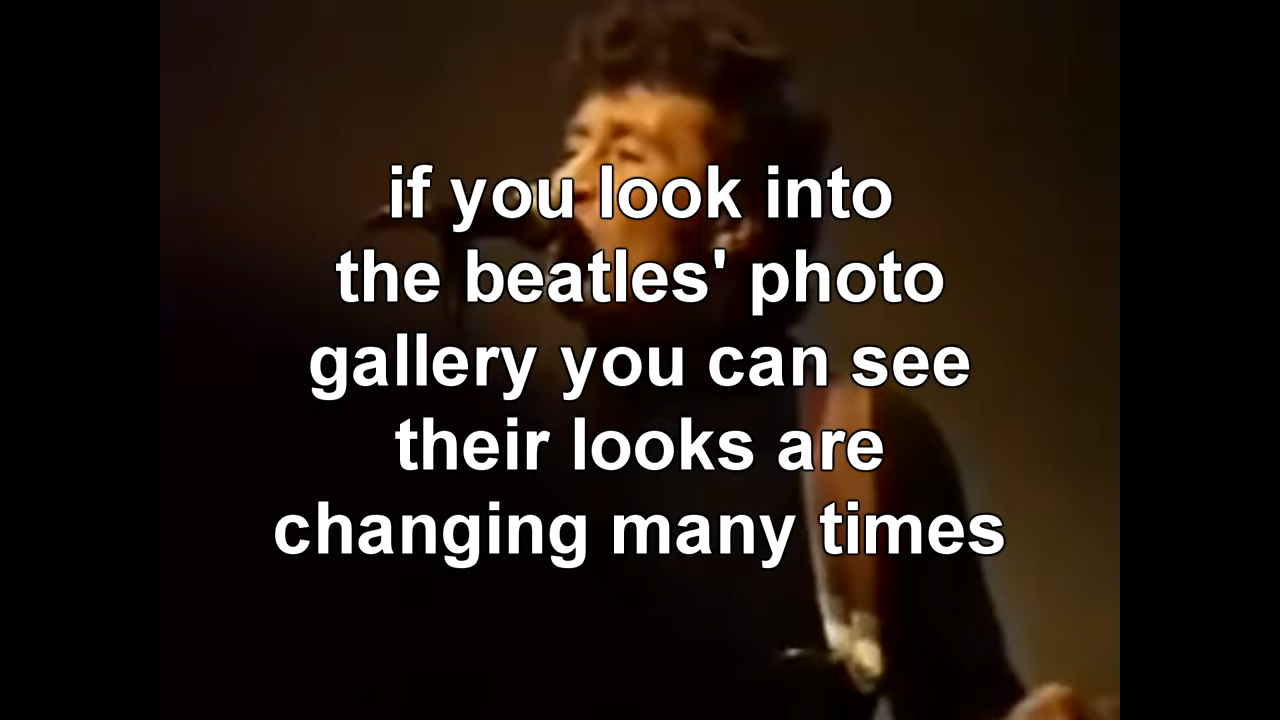 if you look into
the beatles' photo
gallery you can see
their looks are
changing many times